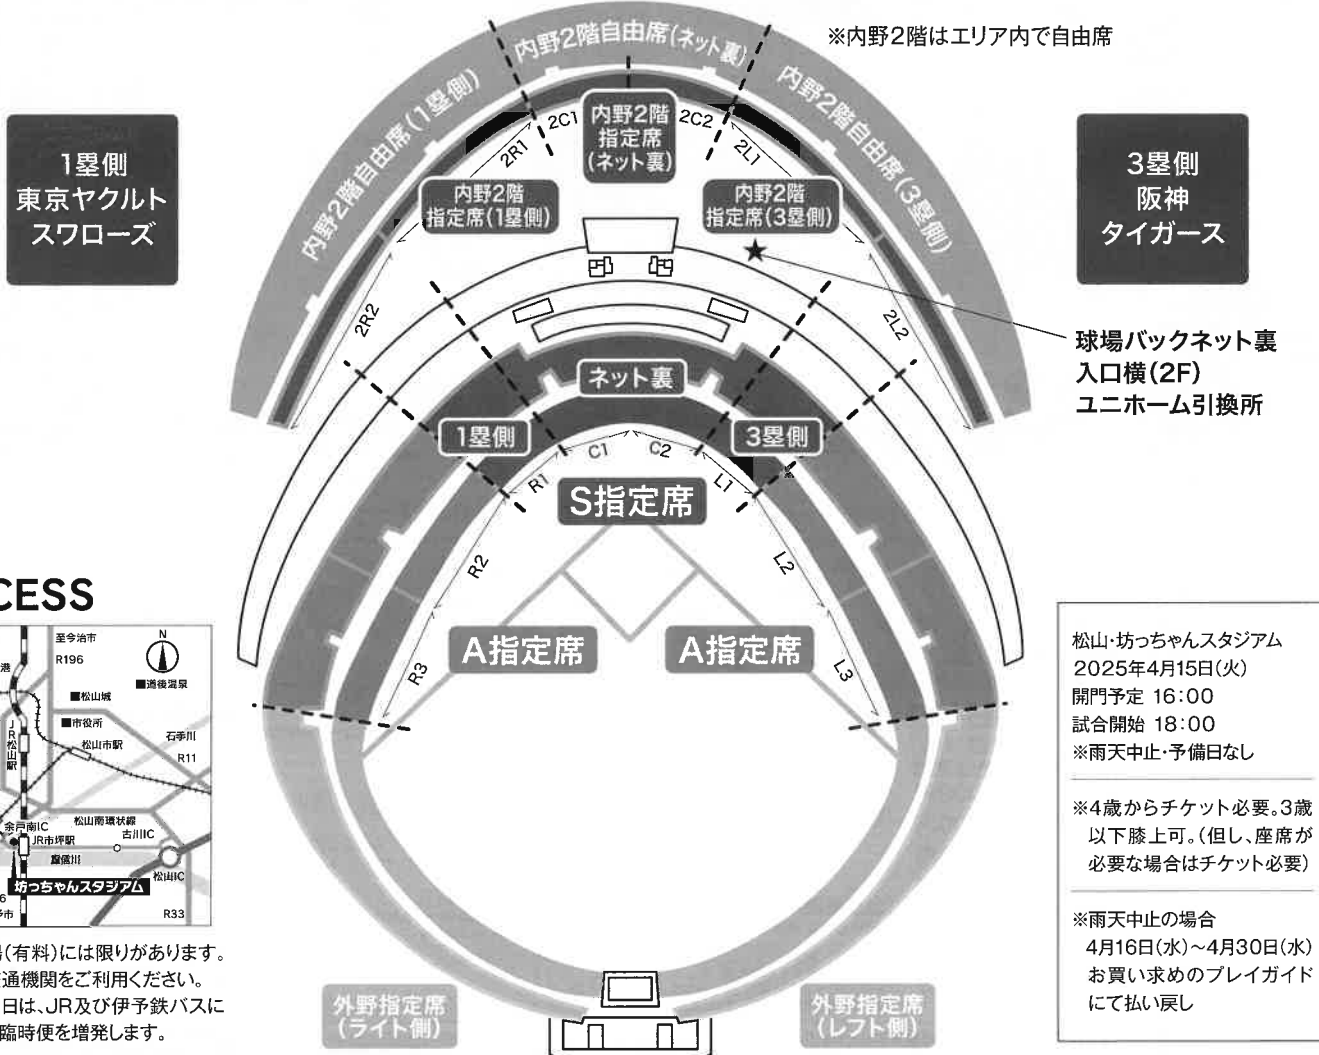 ※内野2階はエリア内で自由席
内野2階自由席(ネット裏)
内野2階自由席(1塁側)
内野2階自由席(3塁側)
1塁側
東京ヤクルト
スワローズ
3塁側
阪神
タイガース
内野2階
指定席
(ネット裏)
2C1
2C2
2R1
2L1
内野2階
指定席(1塁側)
内野2階
指定席(3塁側)
★
2R2
2L2
球場バックネット裏
入口横(2F)
ユニホーム引換所
ネット裏
1塁側
3塁側
C1
C2
R1
L1
S指定席
R2
L2
A指定席
A指定席
R3
L3
CESS
至今治市
R196
N
港
■道後温泉
■松山城
■市役所
JR松山駅
松山市駅
石手川
R11
余戸南IC
松山南環状線
古川IC
JR市坪駅
重信川
松山IC
坊っちゃんスタジアム
6
予市
R33
場(有料)には限りがあります。
交通機関をご利用ください。
日は、JR及び伊予鉄バスに
臨時便を増発します。
外野指定席
(ライト側)
外野指定席
(レフト側)
松山・坊っちゃんスタジアム
2025年4月15日(火)
開門予定 16:00
試合開始 18:00
※雨天中止・予備日なし
※4歳からチケット必要。3歳
以下膝上可。(但し、座席が
必要な場合はチケット必要)
※雨天中止の場合
4月16日(水)～4月30日(水)
お買い求めのプレイガイド
にて払い戻し